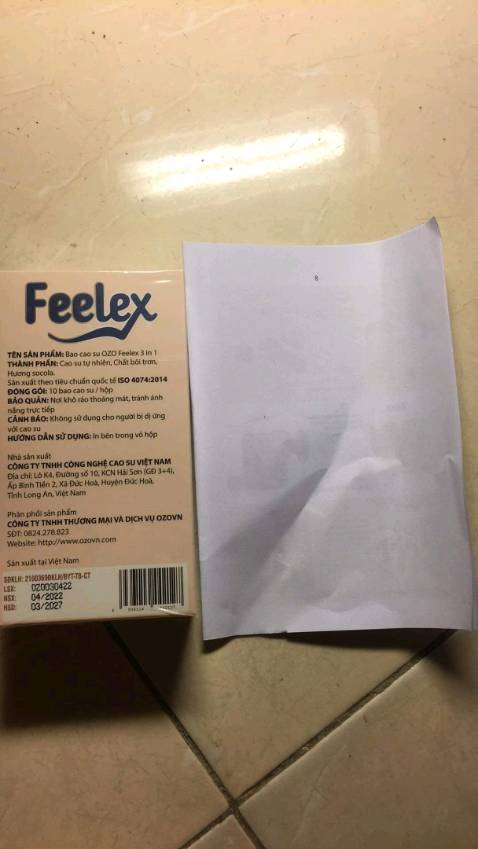 Feelex
TÊN SẢN PHẨM: Bao cao su OZO Feelex 3 in 1
THÀNH PHẦN: Cao su tự nhiên, Chất bôi trơn,
Hương socola.
Sản xuất theo tiêu chuẩn quốc tế ISO 4074:2014
ĐÓNG GÓI: 10 bao cao su / hộp
BẢO QUẢN: Nơi khô ráo thoáng mát, tránh ánh
nắng trực tiếp
CẢNH BÁO: Không sử dụng cho người bị dị ứng
với cao su
HƯỚNG DẪN SỬ DỤNG: In bên trong vỏ hộp
Nhà sản xuất
CÔNG TY TNHH CÔNG NGHỆ CAO SU VIỆT NAM
Địa chỉ: Lô K4, Đường số 10, KCN Hải Sơn (GĐ 3+4),
Ấp Bình Tiền 2, Xã Đức Hoà, Huyện Đức Hoà,
Tỉnh Long An, Việt Nam
Phân phối sản phẩm
CÔNG TY TNHH THƯƠNG MẠI VÀ DỊCH VỤ OZOVN
SĐT: 0824.278.823
Website: http://www.ozovn.com
Sản xuất tại Việt Nam
LSX: 020030422
NSX: 04/2022
HSD: 03/2027
8